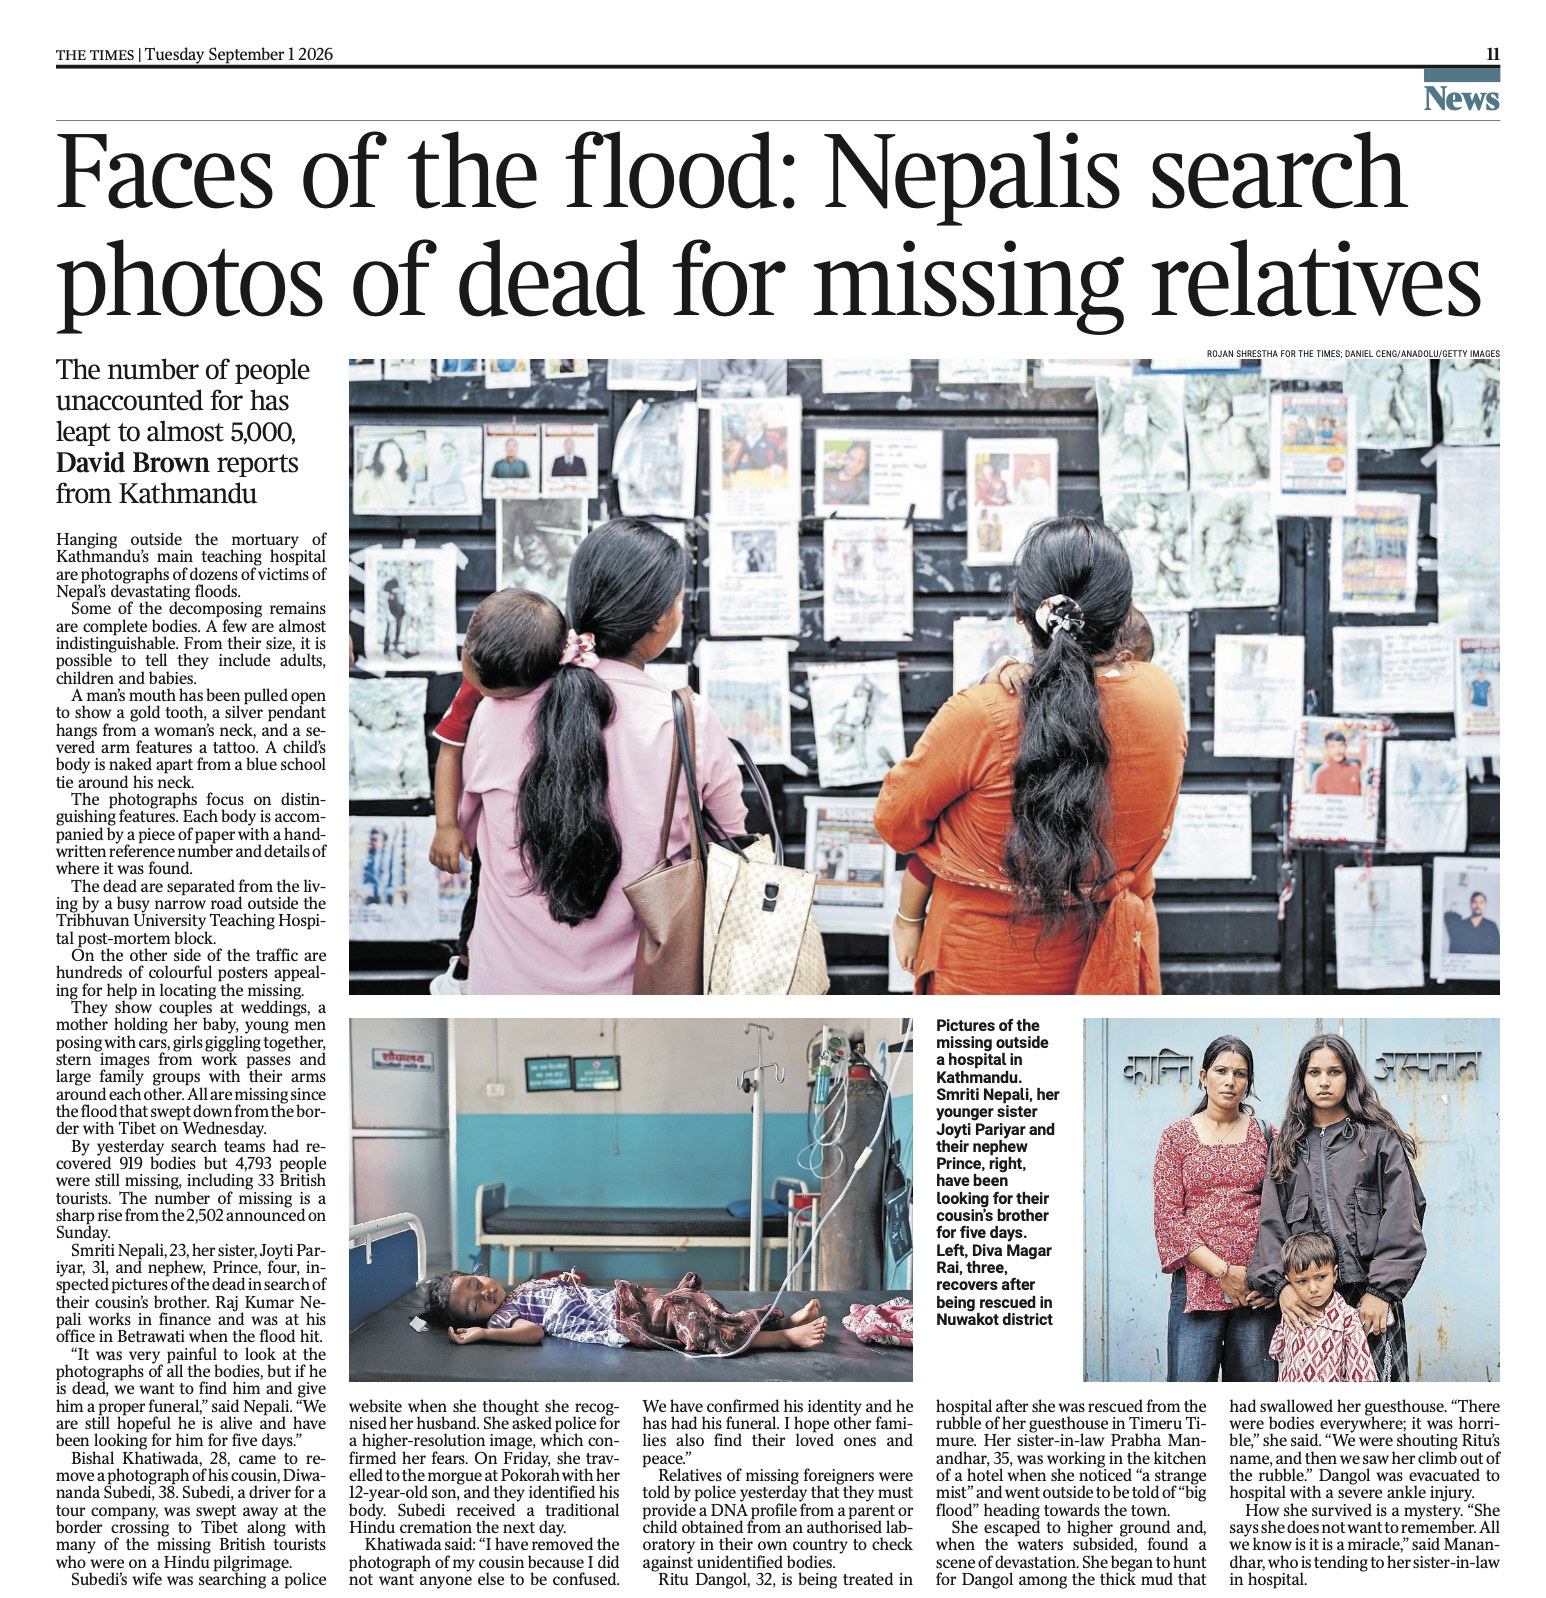 THE TIMES | Tuesday September 1 2026
11
News
Faces of the flood: Nepalis search
photos of dead for missing relatives
ROJAN SHRESTHA FOR THE TIMES; DANIEL CENG/ANADOLU/GETTY IMAGES
The number of people
unaccounted for has
leapt to almost 5,000,
David Brown reports
from Kathmandu
Hanging outside the mortuary of
Kathmandu's main teaching hospital
are photographs of dozens of victims of
Nepal's devastating floods.
Some of the decomposing remains
are complete bodies. A few are almost
indistinguishable. From their size, it is
possible to tell they include adults,
children and babies.
A man's mouth has been pulled open
to show a gold tooth, a silver pendant
hangs from a woman's neck, and a se-
vered arm features a tattoo. A child's
body is naked apart from a blue school
tie around his neck.
The photographs focus on distin-
guishing features. Each body is accom-
panied by a piece of paper with a hand-
written reference number and details of
where it was found.
The dead are separated from the liv-
ing by a busy narrow road outside the
Tribhuvan University Teaching Hospi-
tal post-mortem block.
On the other side of the traffic are
hundreds of colourful posters appeal-
ing for help in locating the missing.
They show couples at weddings, a
mother holding her baby, young men
posing with cars, girls giggling together,
stern images from work passes and
large family groups with their arms
around each other. All are missing since
the flood that swept down from the bor-
der with Tibet on Wednesday.
By yesterday search teams had re-
covered 919 bodies but 4,793 people
were still missing, including 33 British
tourists. The number of missing is a
sharp rise from the 2,502 announced on
Sunday.
Smriti Nepali, 23, her sister, Joyti Par-
iyar, 31, and nephew, Prince, four, in-
spected pictures of the dead in search of
their cousin's brother. Raj Kumar Ne-
pali works in finance and was at his
office in Betrawati when the flood hit.
"It was very painful to look at the
photographs of all the bodies, but if he
is dead, we want to find him and give
him a proper funeral," said Nepali. "We
are still hopeful he is alive and have
been looking for him for five days."
Bishal Khatiwada, 28, came to re-
move a photograph of his cousin, Diwa-
nanda Subedi, 38. Subedi, a driver for a
tour company, was swept away at the
border crossing to Tibet along with
many of the missing British tourists
who were on a Hindu pilgrimage.
Subedi's wife was searching a police
शौचालय
Pictures of the
missing outside
a hospital in
Kathmandu.
Smriti Nepali, her
younger sister
Joyti Pariyar and
their nephew
Prince, right,
have been
looking for their
cousin's brother
for five days.
Left, Diva Magar
Rai, three,
recovers after
being rescued in
Nuwakot district
कान्ति अस्पताल
website when she thought she recog-
nised her husband. She asked police for
a higher-resolution image, which con-
firmed her fears. On Friday, she trav-
elled to the morgue at Pokorah with her
12-year-old son, and they identified his
body. Subedi received a traditional
Hindu cremation the next day.
Khatiwada said: "I have removed the
photograph of my cousin because I did
not want anyone else to be confused.
We have confirmed his identity and he
has had his funeral. I hope other fami-
lies also find their loved ones and
peace."
Relatives of missing foreigners were
told by police yesterday that they must
provide a DNA profile from a parent or
child obtained from an authorised lab-
oratory in their own country to check
against unidentified bodies.
Ritu Dangol, 32, is being treated in
hospital after she was rescued from the
rubble of her guesthouse in Timeru Ti-
mure. Her sister-in-law Prabha Man-
andhar, 35, was working in the kitchen
of a hotel when she noticed "a strange
mist" and went outside to be told of "big
flood" heading towards the town.
She escaped to higher ground and,
when the waters subsided, found a
scene of devastation. She began to hunt
for Dangol among the thick mud that
had swallowed her guesthouse. "There
were bodies everywhere; it was horri-
ble," she said. "We were shouting Ritu's
name, and then we saw her climb out of
the rubble." Dangol was evacuated to
hospital with a severe ankle injury.
How she survived is a mystery. "She
says she does not want to remember. All
we know is it is a miracle," said Manan-
dhar, who is tending to her sister-in-law
in hospital.